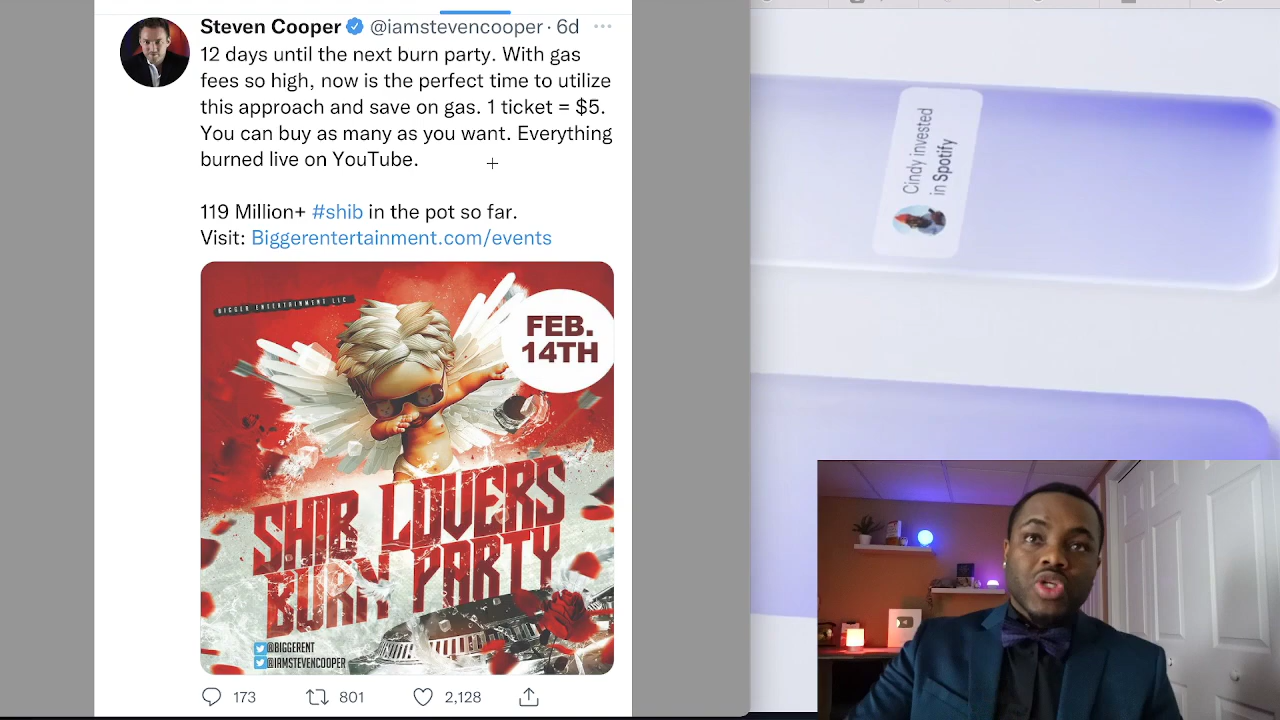 Steven Cooper @iamstevencooper · 6d
12 days until the next burn party. With gas
fees so high, now is the perfect time to utilize
this approach and save on gas. 1 ticket = $5.
You can buy as many as you want. Everything
burned live on YouTube.
119 Million+ #shib in the pot so far.
Visit: Biggerentertainment.com/events
BIGGER ENTERTAINMENT LLC
FEB.
14TH
SHIB LOVERS
BURN PARTY
@BIGGERENT
@IAMSTEVENCOOPER
173
801
2,128
Cindy invested
in Spotify